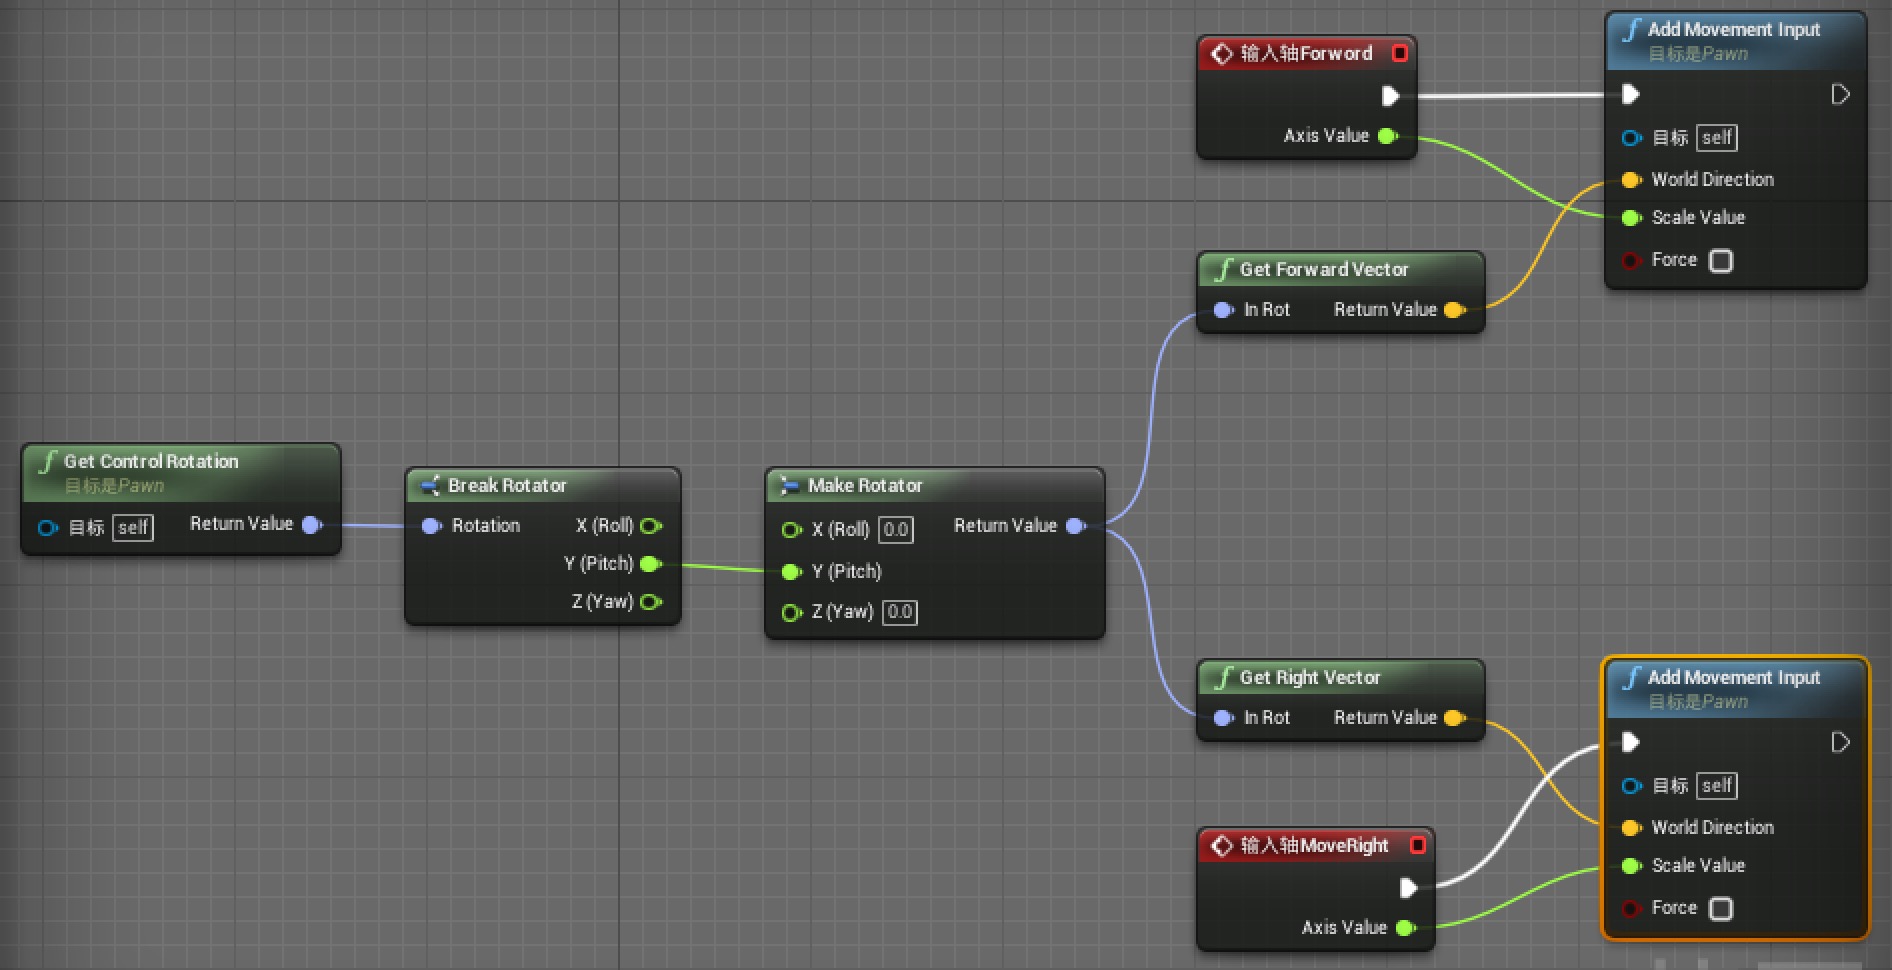 输入轴Forword
Axis Value
Add Movement Input
目标是Pawn
目标 self
World Direction
Scale Value
Force
Get Forward Vector
In Rot Return Value
Get Control Rotation
目标是Pawn
目标 self Return Value
Break Rotator
Rotation X (Roll)
Y (Pitch)
Z (Yaw)
Make Rotator
X (Roll) 0.0 Return Value
Y (Pitch)
Z (Yaw) 0.0
Get Right Vector
In Rot Return Value
输入轴MoveRight
Axis Value
Add Movement Input
目标是Pawn
目标 self
World Direction
Scale Value
Force